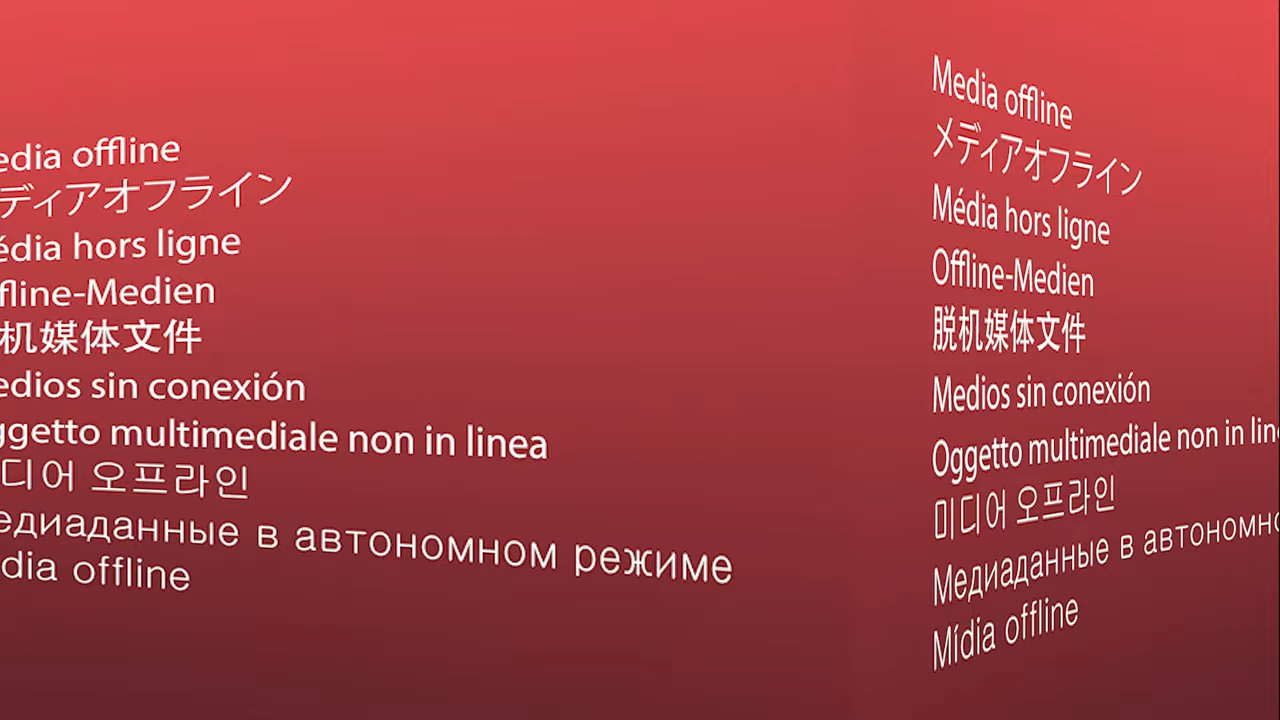 edia offline
ディアオフライン
édia hors ligne
fline-Medien
机媒体文件
edios sin conexión
ggetto multimediale non in linea
디어 오프라인
едиаданные в автономном режиме
dia offline
Media offline
メディアオフライン
Média hors ligne
Offline-Medien
脱机媒体文件
Medios sin conexión
Oggetto multimediale non in lin
미디어 오프라인
Медиаданные в автономн
Mídia offline